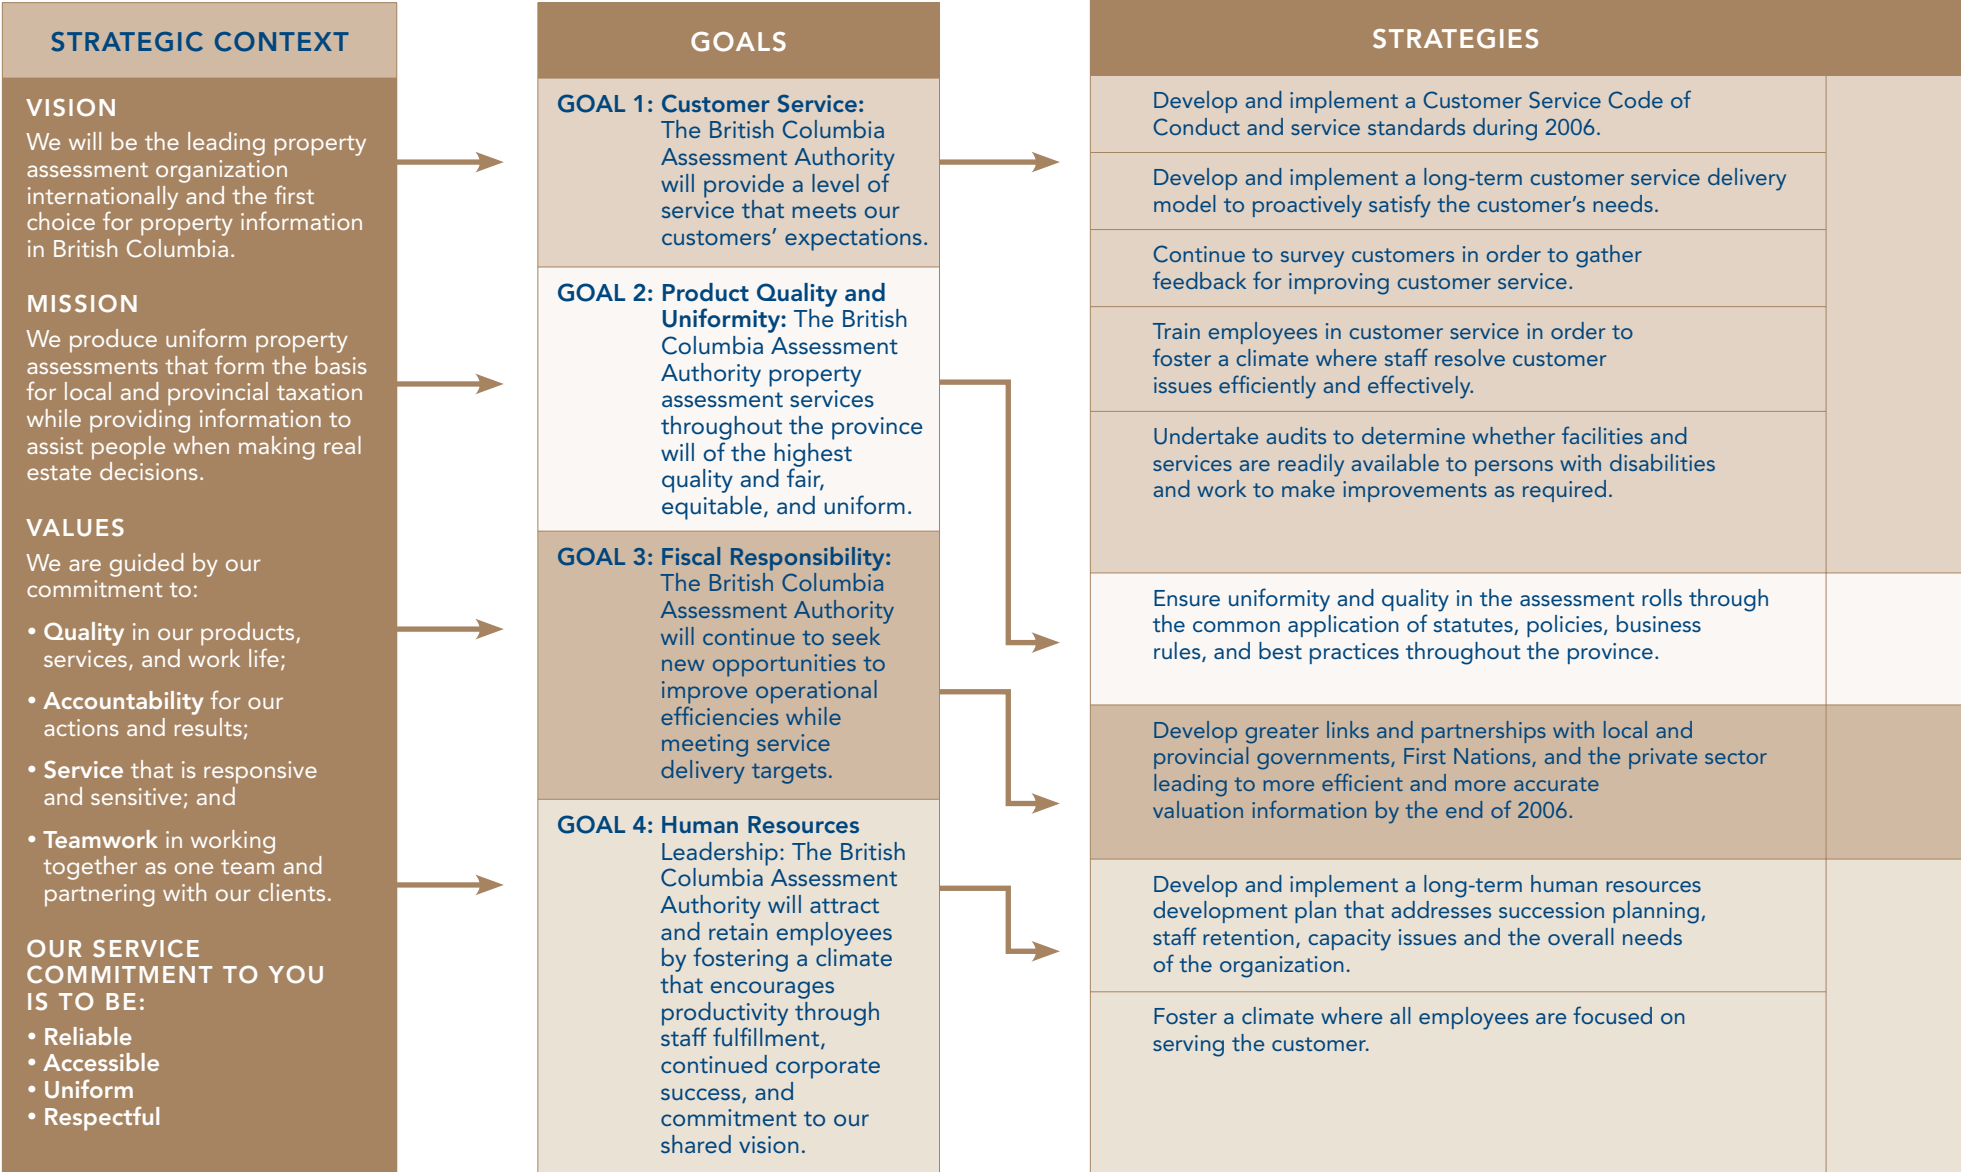 STRATEGIC CONTEXT
VISION
We will be the leading property
assessment organization
internationally and the first
choice for property information
in British Columbia.
MISSION
We produce uniform property
assessments that form the basis
for local and provincial taxation
while providing information to
assist people when making real
estate decisions.
VALUES
We are guided by our
commitment to:
• Quality in our products,
services, and work life;
• Accountability for our
actions and results;
• Service that is responsive
and sensitive; and
• Teamwork in working
together as one team and
partnering with our clients.
OUR SERVICE
COMMITMENT TO YOU
IS TO BE:
• Reliable
• Accessible
• Uniform
• Respectful
GOALS
GOAL 1: Customer Service:
The British Columbia
Assessment Authority
will provide a level of
service that meets our
customers’ expectations.
GOAL 2: Product Quality and
Uniformity: The British
Columbia Assessment
Authority property
assessment services
throughout the province
will of the highest
quality and fair,
equitable, and uniform.
GOAL 3: Fiscal Responsibility:
The British Columbia
Assessment Authority
will continue to seek
new opportunities to
improve operational
efficiencies while
meeting service
delivery targets.
GOAL 4: Human Resources
Leadership: The British
Columbia Assessment
Authority will attract
and retain employees
by fostering a climate
that encourages
productivity through
staff fulfillment,
continued corporate
success, and
commitment to our
shared vision.
STRATEGIES
Develop and implement a Customer Service Code of
Conduct and service standards during 2006.
Develop and implement a long-term customer service delivery
model to proactively satisfy the customer’s needs.
Continue to survey customers in order to gather
feedback for improving customer service.
Train employees in customer service in order to
foster a climate where staff resolve customer
issues efficiently and effectively.
Undertake audits to determine whether facilities and
services are readily available to persons with disabilities
and work to make improvements as required.
Ensure uniformity and quality in the assessment rolls through
the common application of statutes, policies, business
rules, and best practices throughout the province.
Develop greater links and partnerships with local and
provincial governments, First Nations, and the private sector
leading to more efficient and more accurate
valuation information by the end of 2006.
Develop and implement a long-term human resources
development plan that addresses succession planning,
staff retention, capacity issues and the overall needs
of the organization.
Foster a climate where all employees are focused on
serving the customer.